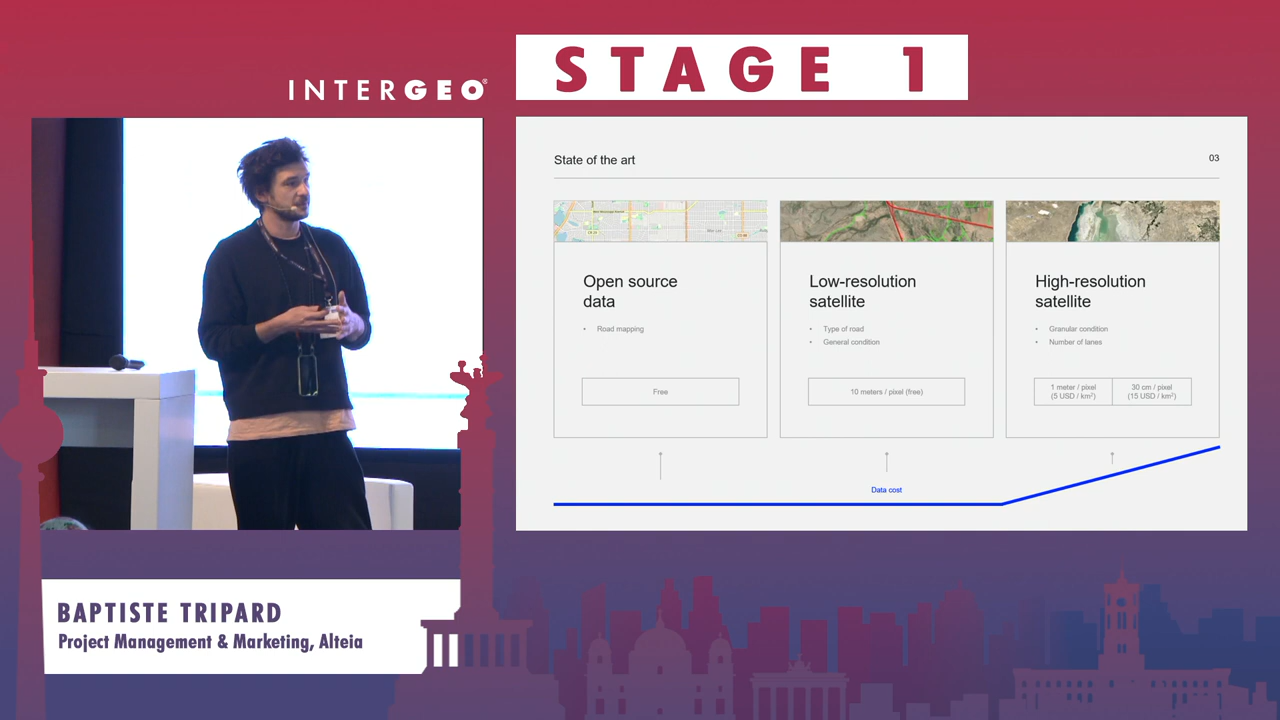 INTERGEO®
STAGE 1
State of the art
03
Open source
data
• Road mapping
Free
Low-resolution
satellite
• Type of road
• General condition
10 meters / pixel (free)
High-resolution
satellite
• Granular condition
• Number of lanes
1 meter / pixel
(5 USD / km²)
30 cm / pixel
(15 USD / km²)
Data cost
BAPTISTE TRIPARD
Project Management & Marketing, Alteia